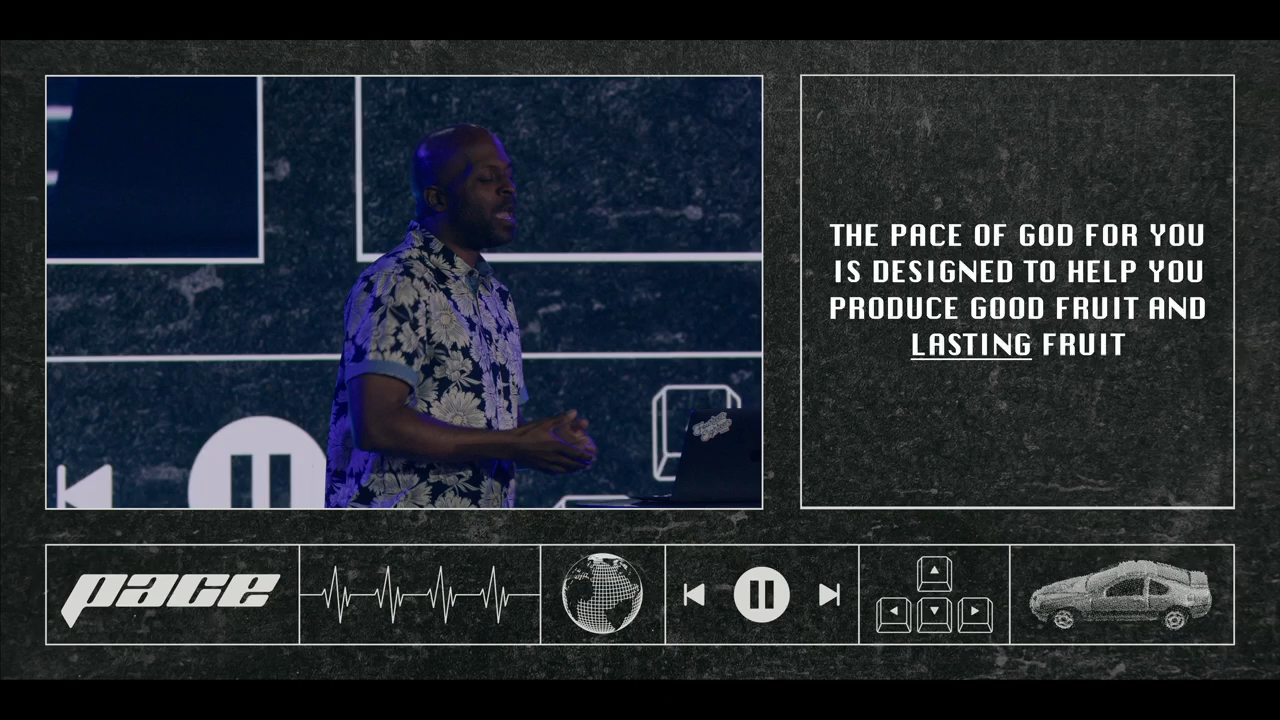 THE PACE OF GOD FOR YOU
IS DESIGNED TO HELP YOU
PRODUCE GOOD FRUIT AND
LASTING FRUIT
pace